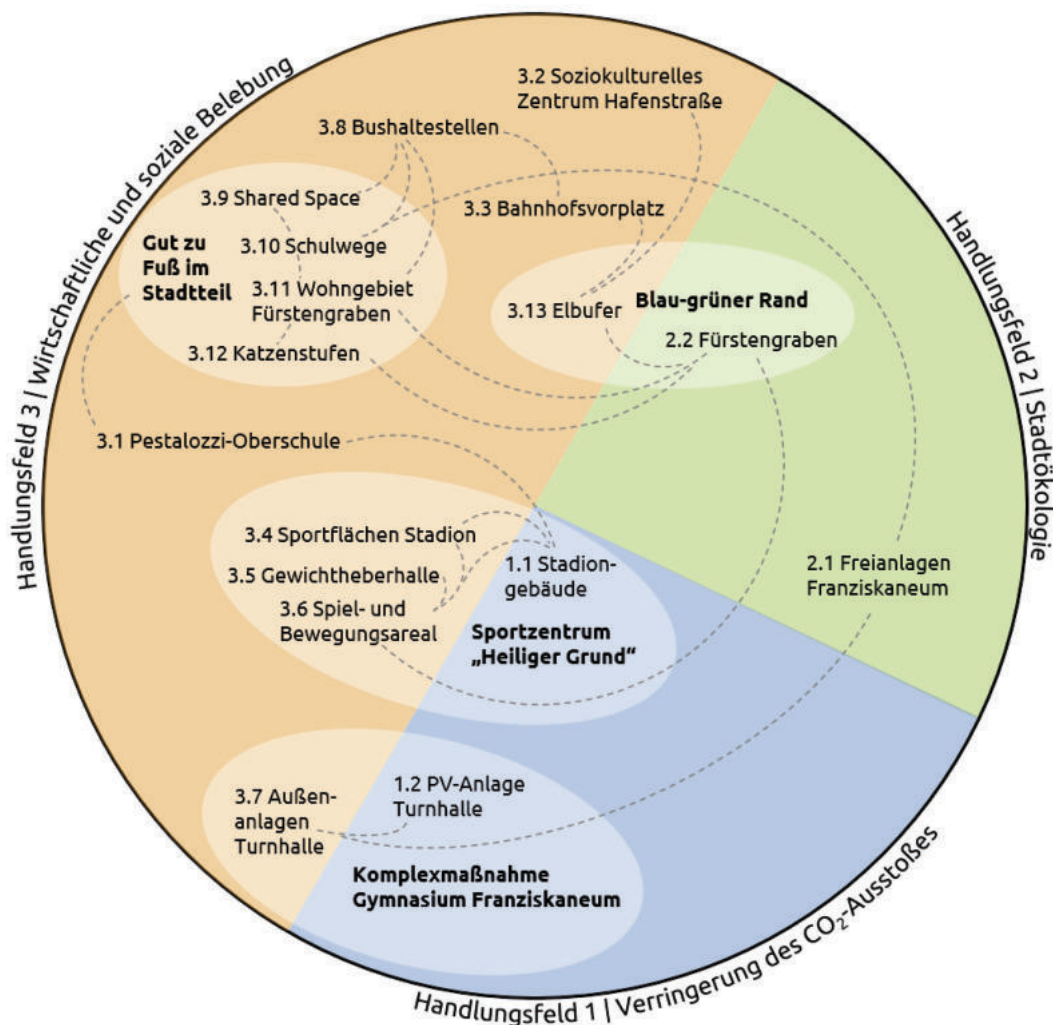 Handlungsfeld 3 | Wirtschaftliche und soziale Belebung
3.2 Soziokulturelles
Zentrum Hafenstraße
3.8 Bushaltestellen
3.9 Shared Space
3.3 Bahnhofsvorplatz
Gut zu
Fuß im
Stadtteil
3.10 Schulwege
3.11 Wohngebiet
Fürstengraben
3.12 Katzenstufen
3.13 Elbufer
Blau-grüner Rand
2.2 Fürstengraben
Handlungsfeld 2 | Stadtökologie
3.1 Pestalozzi-Oberschule
3.4 Sportflächen Stadion
3.5 Gewichtheberhalle
3.6 Spiel- und
Bewegungsareal
1.1 Stadion-
gebäude
Sportzentrum
„Heiliger Grund“
2.1 Freianlagen
Franziskaneum
3.7 Außen-
anlagen
Turnhalle
1.2 PV-Anlage
Turnhalle
Komplexmaßnahme
Gymnasium Franziskaneum
Handlungsfeld 1 | Verringerung des CO₂-Ausstoßes